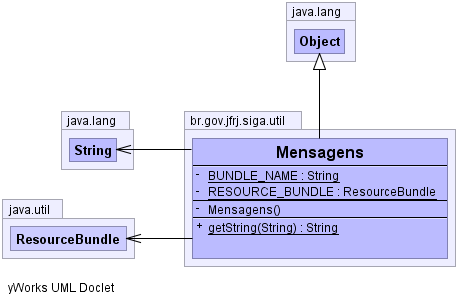 java.lang
Object
java.lang
String
br.gov.jfrj.siga.util
Mensagens
- BUNDLE_NAME : String
- RESOURCE_BUNDLE : ResourceBundle
- Mensagens()
+ getString(String) : String
java.util
ResourceBundle
yWorks UML Doclet